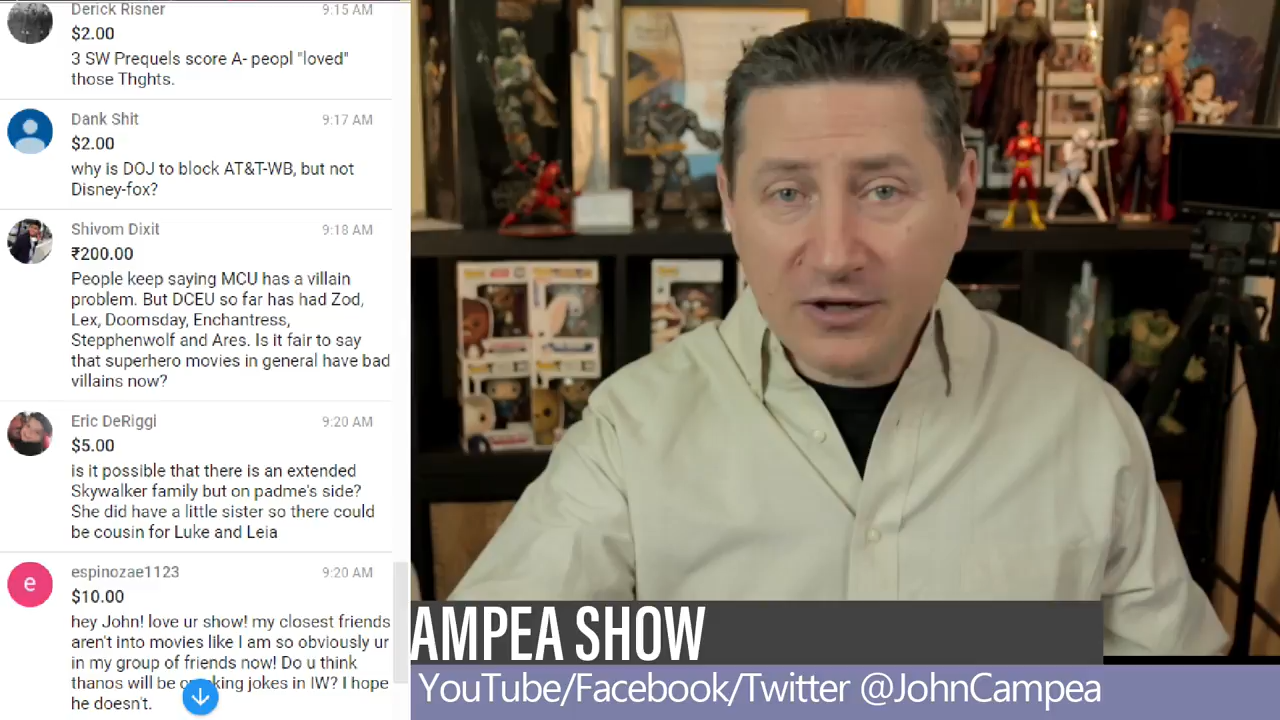 Derick Risner 9:15 AM
$2.00
3 SW Prequels score A- peopl "loved"
those Thghts.
Dank Shit 9:17 AM
$2.00
why is DOJ to block AT&T-WB, but not
Disney-fox?
Shivom Dixit 9:18 AM
₹200.00
People keep saying MCU has a villain
problem. But DCEU so far has had Zod,
Lex, Doomsday, Enchantress,
Stepphenwolf and Ares. Is it fair to say
that superhero movies in general have bad
villains now?
Eric DeRiggi 9:20 AM
$5.00
is it possible that there is an extended
Skywalker family but on padme's side?
She did have a little sister so there could
be cousin for Luke and Leia
e
espinozae1123 9:20 AM
$10.00
hey John! love ur show! my closest friends
aren't into movies like I am so obviously ur
in my group of friends now! Do u think
thanos will be king jokes in IW? I hope
he doesn't.
AMPEA SHOW
YouTube/Facebook/Twitter @JohnCampea